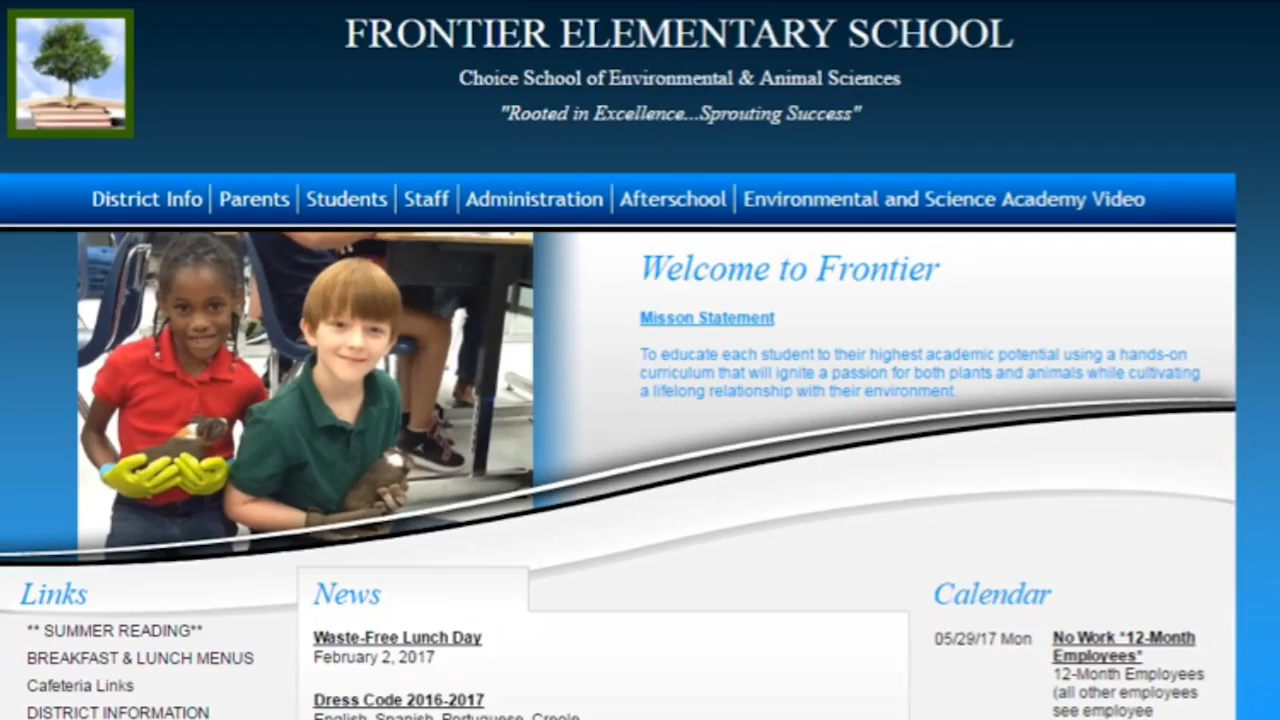 FRONTIER ELEMENTARY SCHOOL
Choice School of Environmental & Animal Sciences
"Rooted in Excellence...Sprouting Success"
District Info
Parents
Students
Staff
Administration
Afterschool
Environmental and Science Academy Video
Welcome to Frontier
Misson Statement
To educate each student to their highest academic potential using a hands-on
curriculum that will ignite a passion for both plants and animals while cultivating
a lifelong relationship with their environment.
Links
** SUMMER READING**
BREAKFAST & LUNCH MENUS
Cafeteria Links
DISTRICT INFORMATION
News
Waste-Free Lunch Day
February 2, 2017
Dress Code 2016-2017
English, Spanish, Portuguese, Creole
Calendar
05/29/17 Mon
No Work *12-Month
Employees*
12-Month Employees
(all other employees
see employee